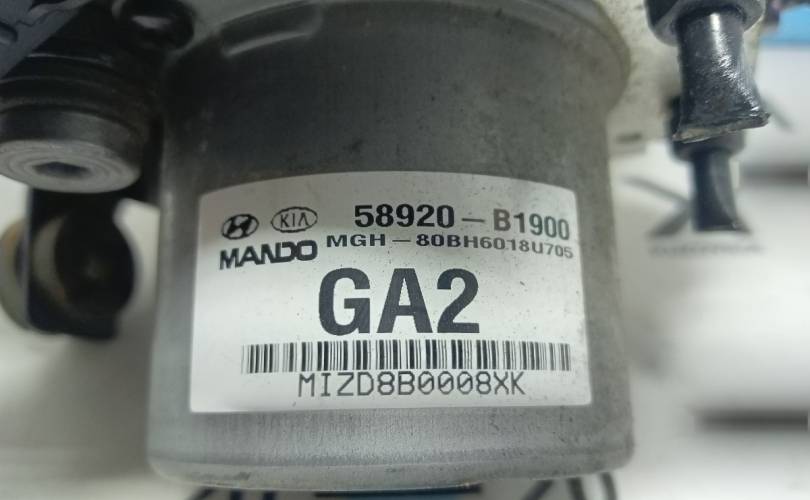 KIA 58920-B1900
MANDO MGH-80BH6018U705
GA2
MIZD8B0008XK